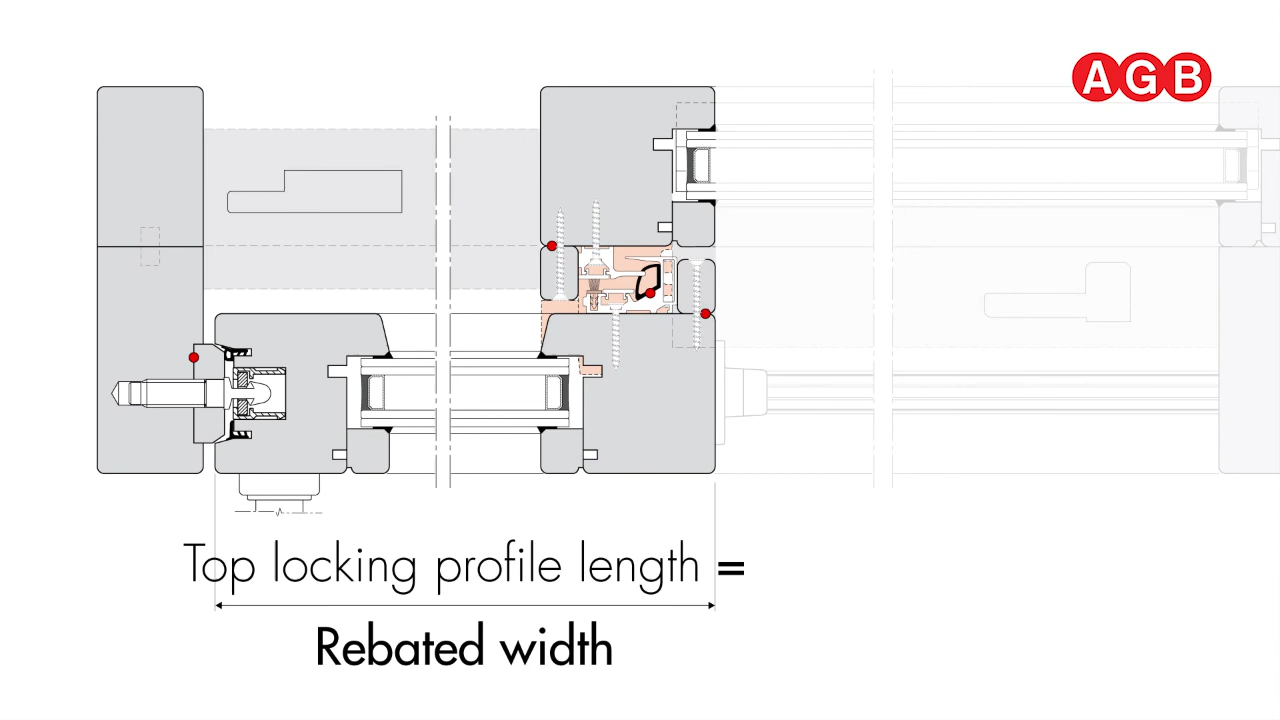 AGB
Top locking profile length =
Rebated width